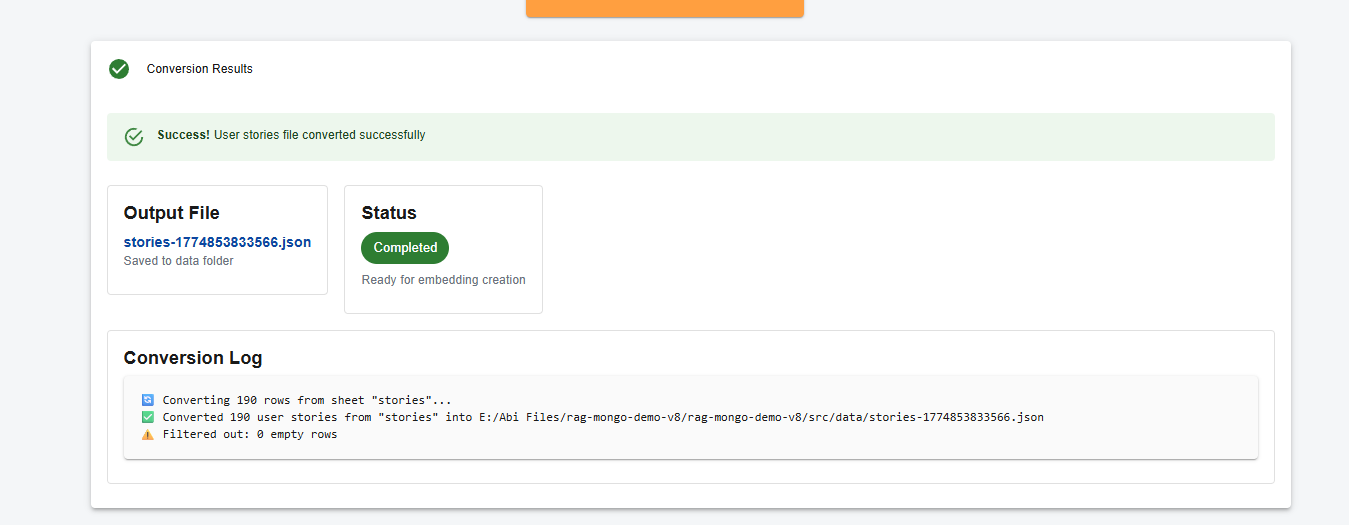 Conversion Results
Success! User stories file converted successfully
Output File
stories-1774853833566.json
Saved to data folder
Status
Completed
Ready for embedding creation
Conversion Log
🔄 Converting 190 rows from sheet "stories"...
✅ Converted 190 user stories from "stories" into E:/Abi Files/rag-mongo-demo-v8/rag-mongo-demo-v8/src/data/stories-1774853833566.json
⚠️ Filtered out: 0 empty rows